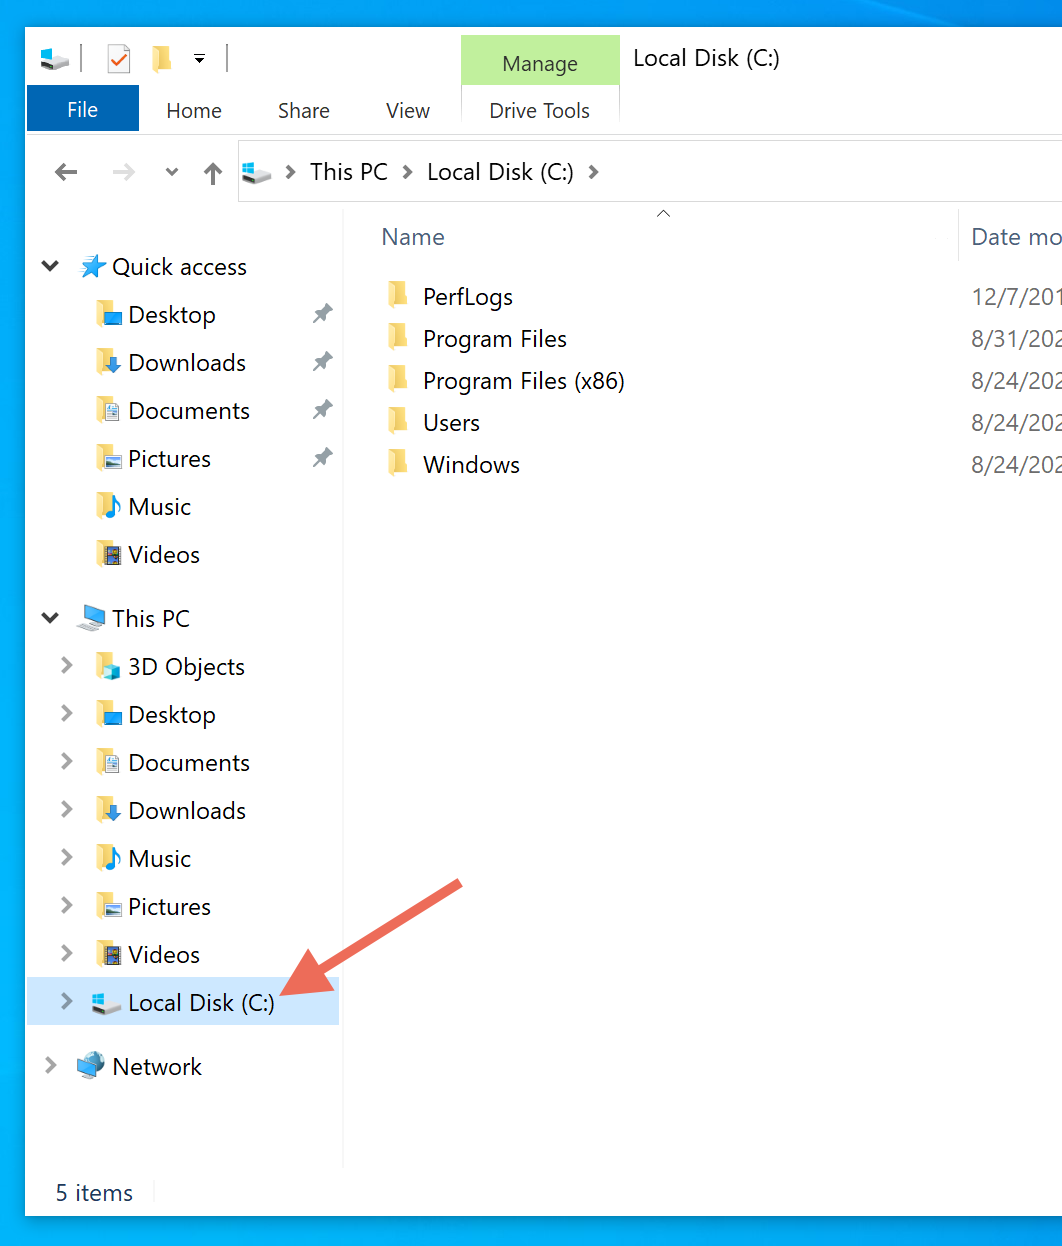 Manage
Local Disk (C:)
File
Home
Share
View
Drive Tools
This PC
Local Disk (C:)
Name
Date mo
Quick access
Desktop
Downloads
Documents
Pictures
Music
Videos
This PC
3D Objects
Desktop
Documents
Downloads
Music
Pictures
Videos
Local Disk (C:)
Network
PerfLogs
12/7/201
Program Files
8/31/202
Program Files (x86)
8/24/202
Users
8/24/202
Windows
8/24/202
5 items